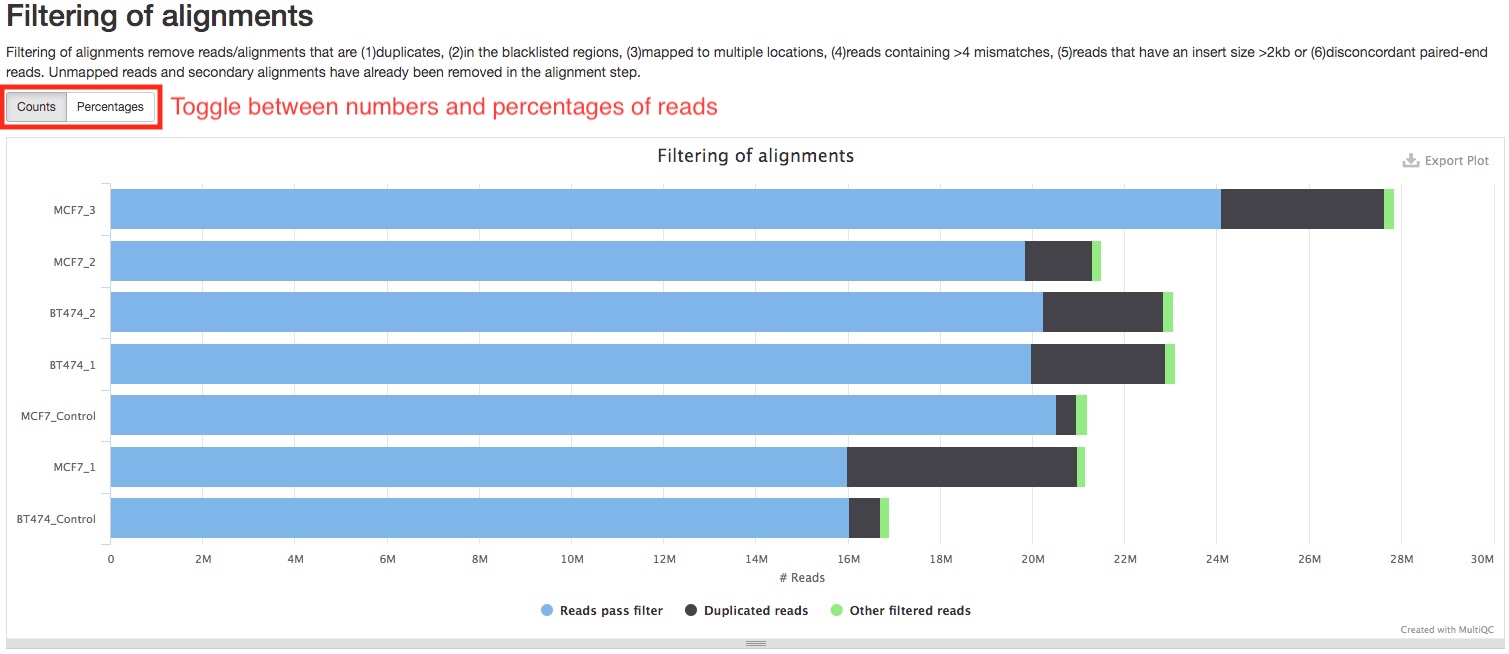 Filtering of alignments
Filtering of alignments remove reads/alignments that are (1)duplicates, (2)in the blacklisted regions, (3)mapped to multiple locations, (4)reads containing >4 mismatches, (5)reads that have an insert size >2kb or (6)disconcordant paired-end
reads. Unmapped reads and secondary alignments have already been removed in the alignment step.
Counts Percentages Toggle between numbers and percentages of reads
Filtering of alignments
Export Plot
MCF7_3
MCF7_2
BT474_2
BT474_1
MCF7_Control
MCF7_1
BT474_Control
0 2M 4M 6M 8M 10M 12M 14M 16M 18M 20M 22M 24M 26M 28M 30M
# Reads
Reads pass filter Duplicated reads Other filtered reads
Created with MultiQC